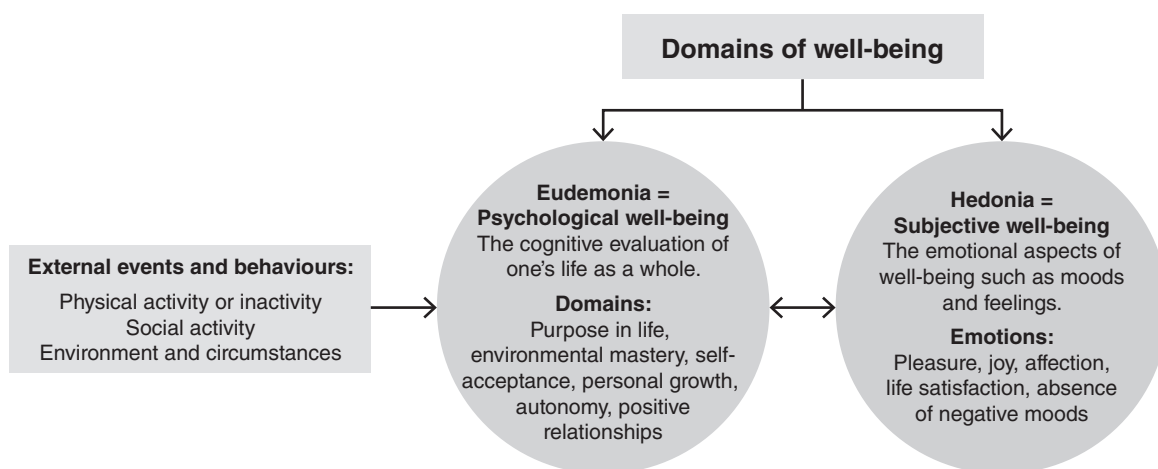 Domains of well-being
External events and behaviours:
Physical activity or inactivity
Social activity
Environment and circumstances
Eudemonia =
Psychological well-being
The cognitive evaluation of
one's life as a whole.
Domains:
Purpose in life,
environmental mastery, self-
acceptance, personal growth,
autonomy, positive
relationships
Hedonia =
Subjective well-being
The emotional aspects of
well-being such as moods
and feelings.
Emotions:
Pleasure, joy, affection,
life satisfaction, absence
of negative moods